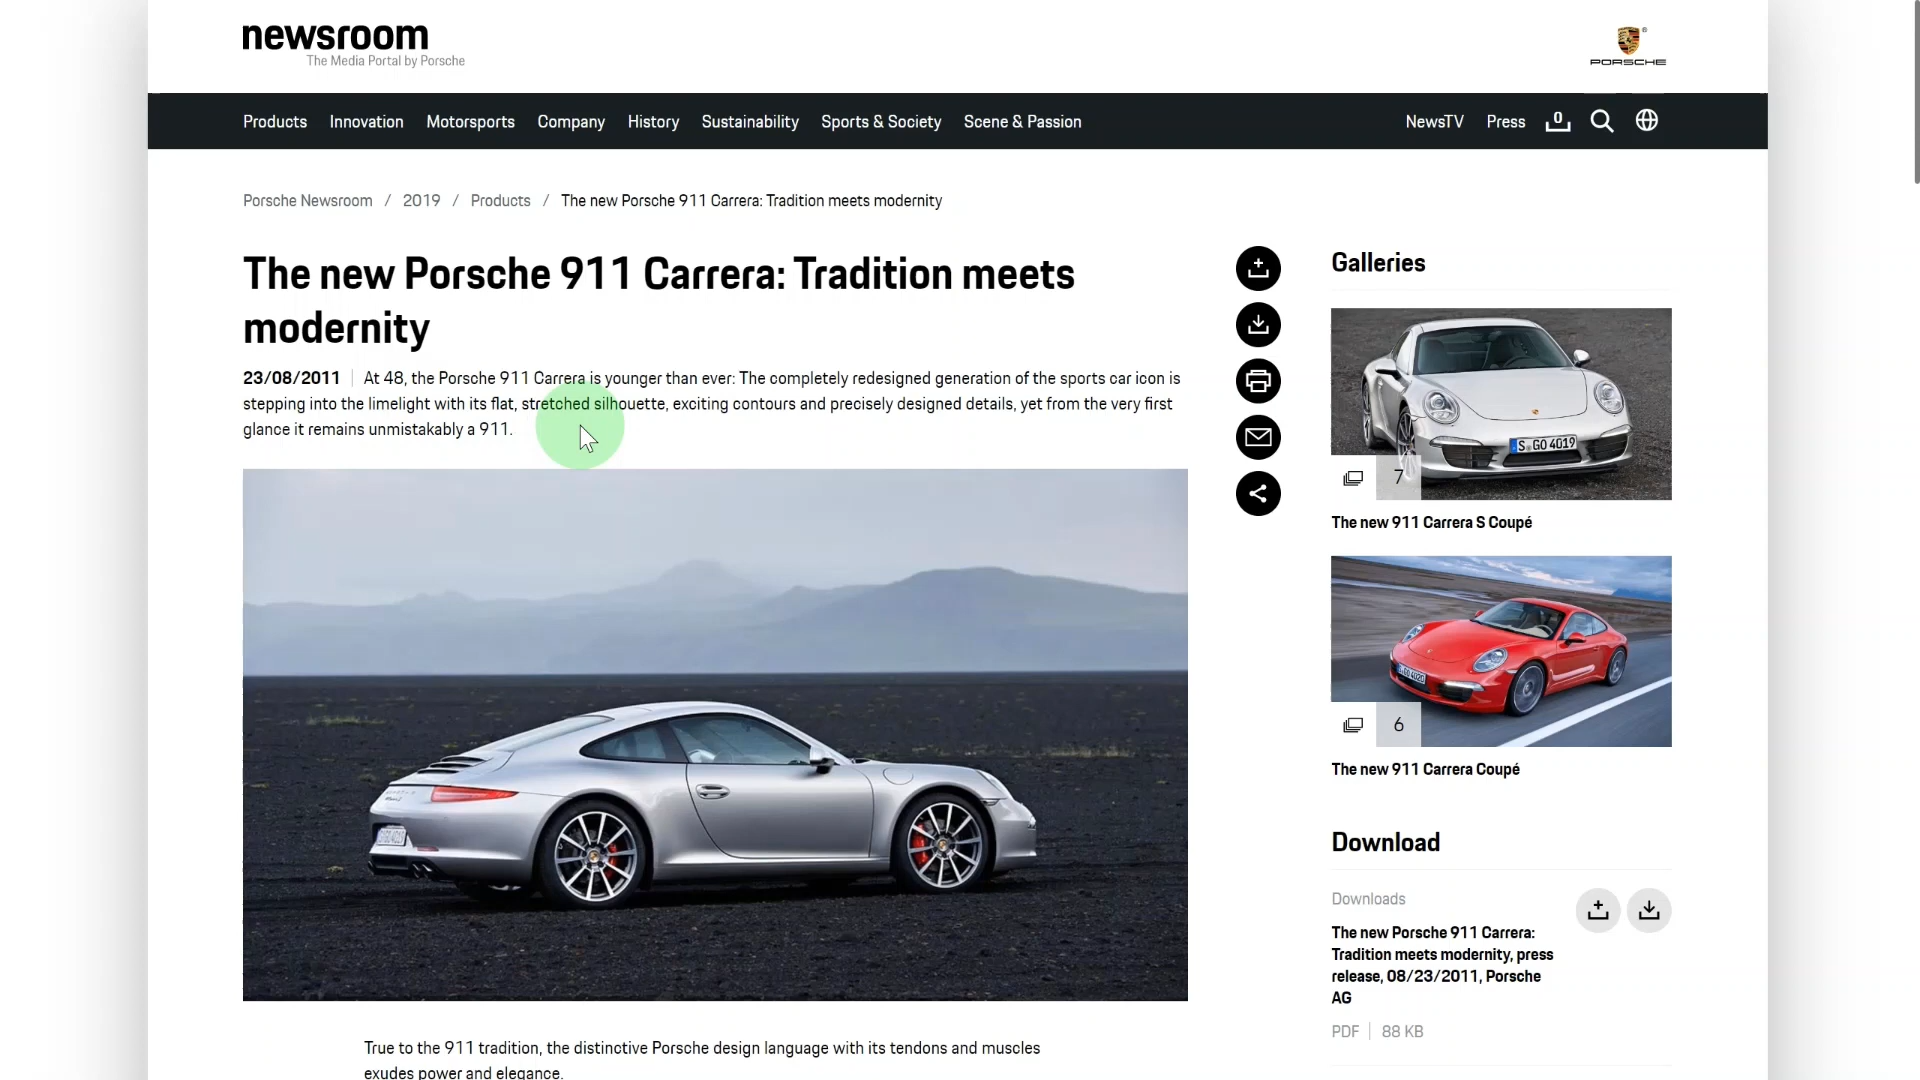 newsroom
The Media Portal by Porsche
PORSCHE
Products Innovation Motorsports Company History Sustainability Sports & Society Scene & Passion NewsTV Press 0
Porsche Newsroom / 2019 / Products / The new Porsche 911 Carrera: Tradition meets modernity
The new Porsche 911 Carrera: Tradition meets
modernity
23/08/2011 | At 48, the Porsche 911 Carrera is younger than ever: The completely redesigned generation of the sports car icon is
stepping into the limelight with its flat, stretched silhouette, exciting contours and precisely designed details, yet from the very first
glance it remains unmistakably a 911.
True to the 911 tradition, the distinctive Porsche design language with its tendons and muscles
exudes power and elegance.
Galleries
S GO 4019
7
The new 911 Carrera S Coupé
6
The new 911 Carrera Coupé
Download
Downloads
The new Porsche 911 Carrera:
Tradition meets modernity, press
release, 08/23/2011, Porsche
AG
PDF | 88 KB